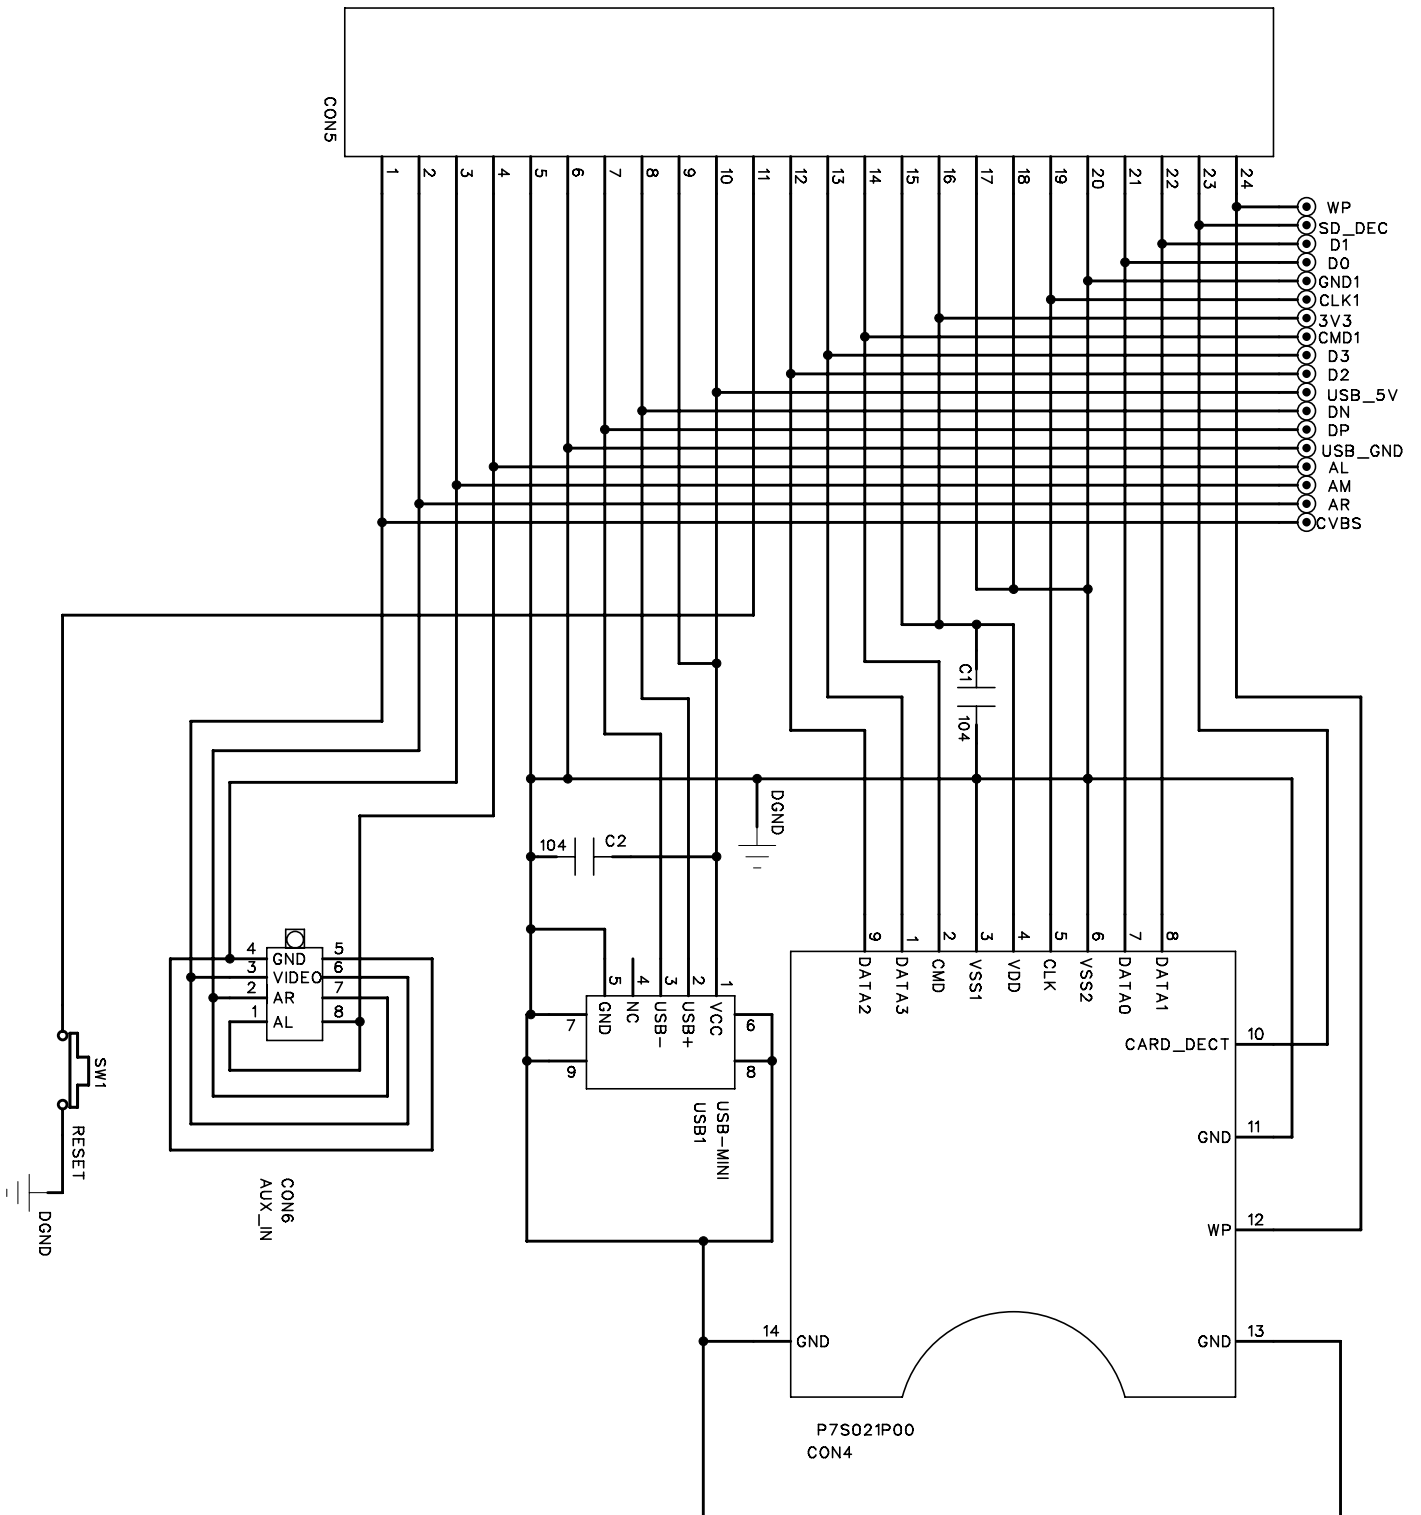 CON5
1
2
3
4
5
6
7
8
9
10
11
12
13
14
15
16
17
18
19
20
21
22
23
24
WP
SD_DEC
D1
D0
GND1
CLK1
3V3
CMD1
D3
D2
USB_5V
DN
DP
USB_GND
AL
AM
AR
CVBS
C1
104
DGND
104
C2
9
1
2
3
4
5
6
7
8
DATA2
DATA3
CMD
VSS1
VDD
CLK
VSS2
DATA0
DATA1
CARD_DECT
10
GND
11
WP
12
GND
13
14
GND
P7S021P00
CON4
5
4
3
2
1
GND
NC
USB-
USB+
VCC
7
6
9
8
USB-MINI
USB1
4
GND
5
3
VIDEO
6
2
AR
7
1
AL
8
CON6
AUX_IN
SW1
RESET
DGND